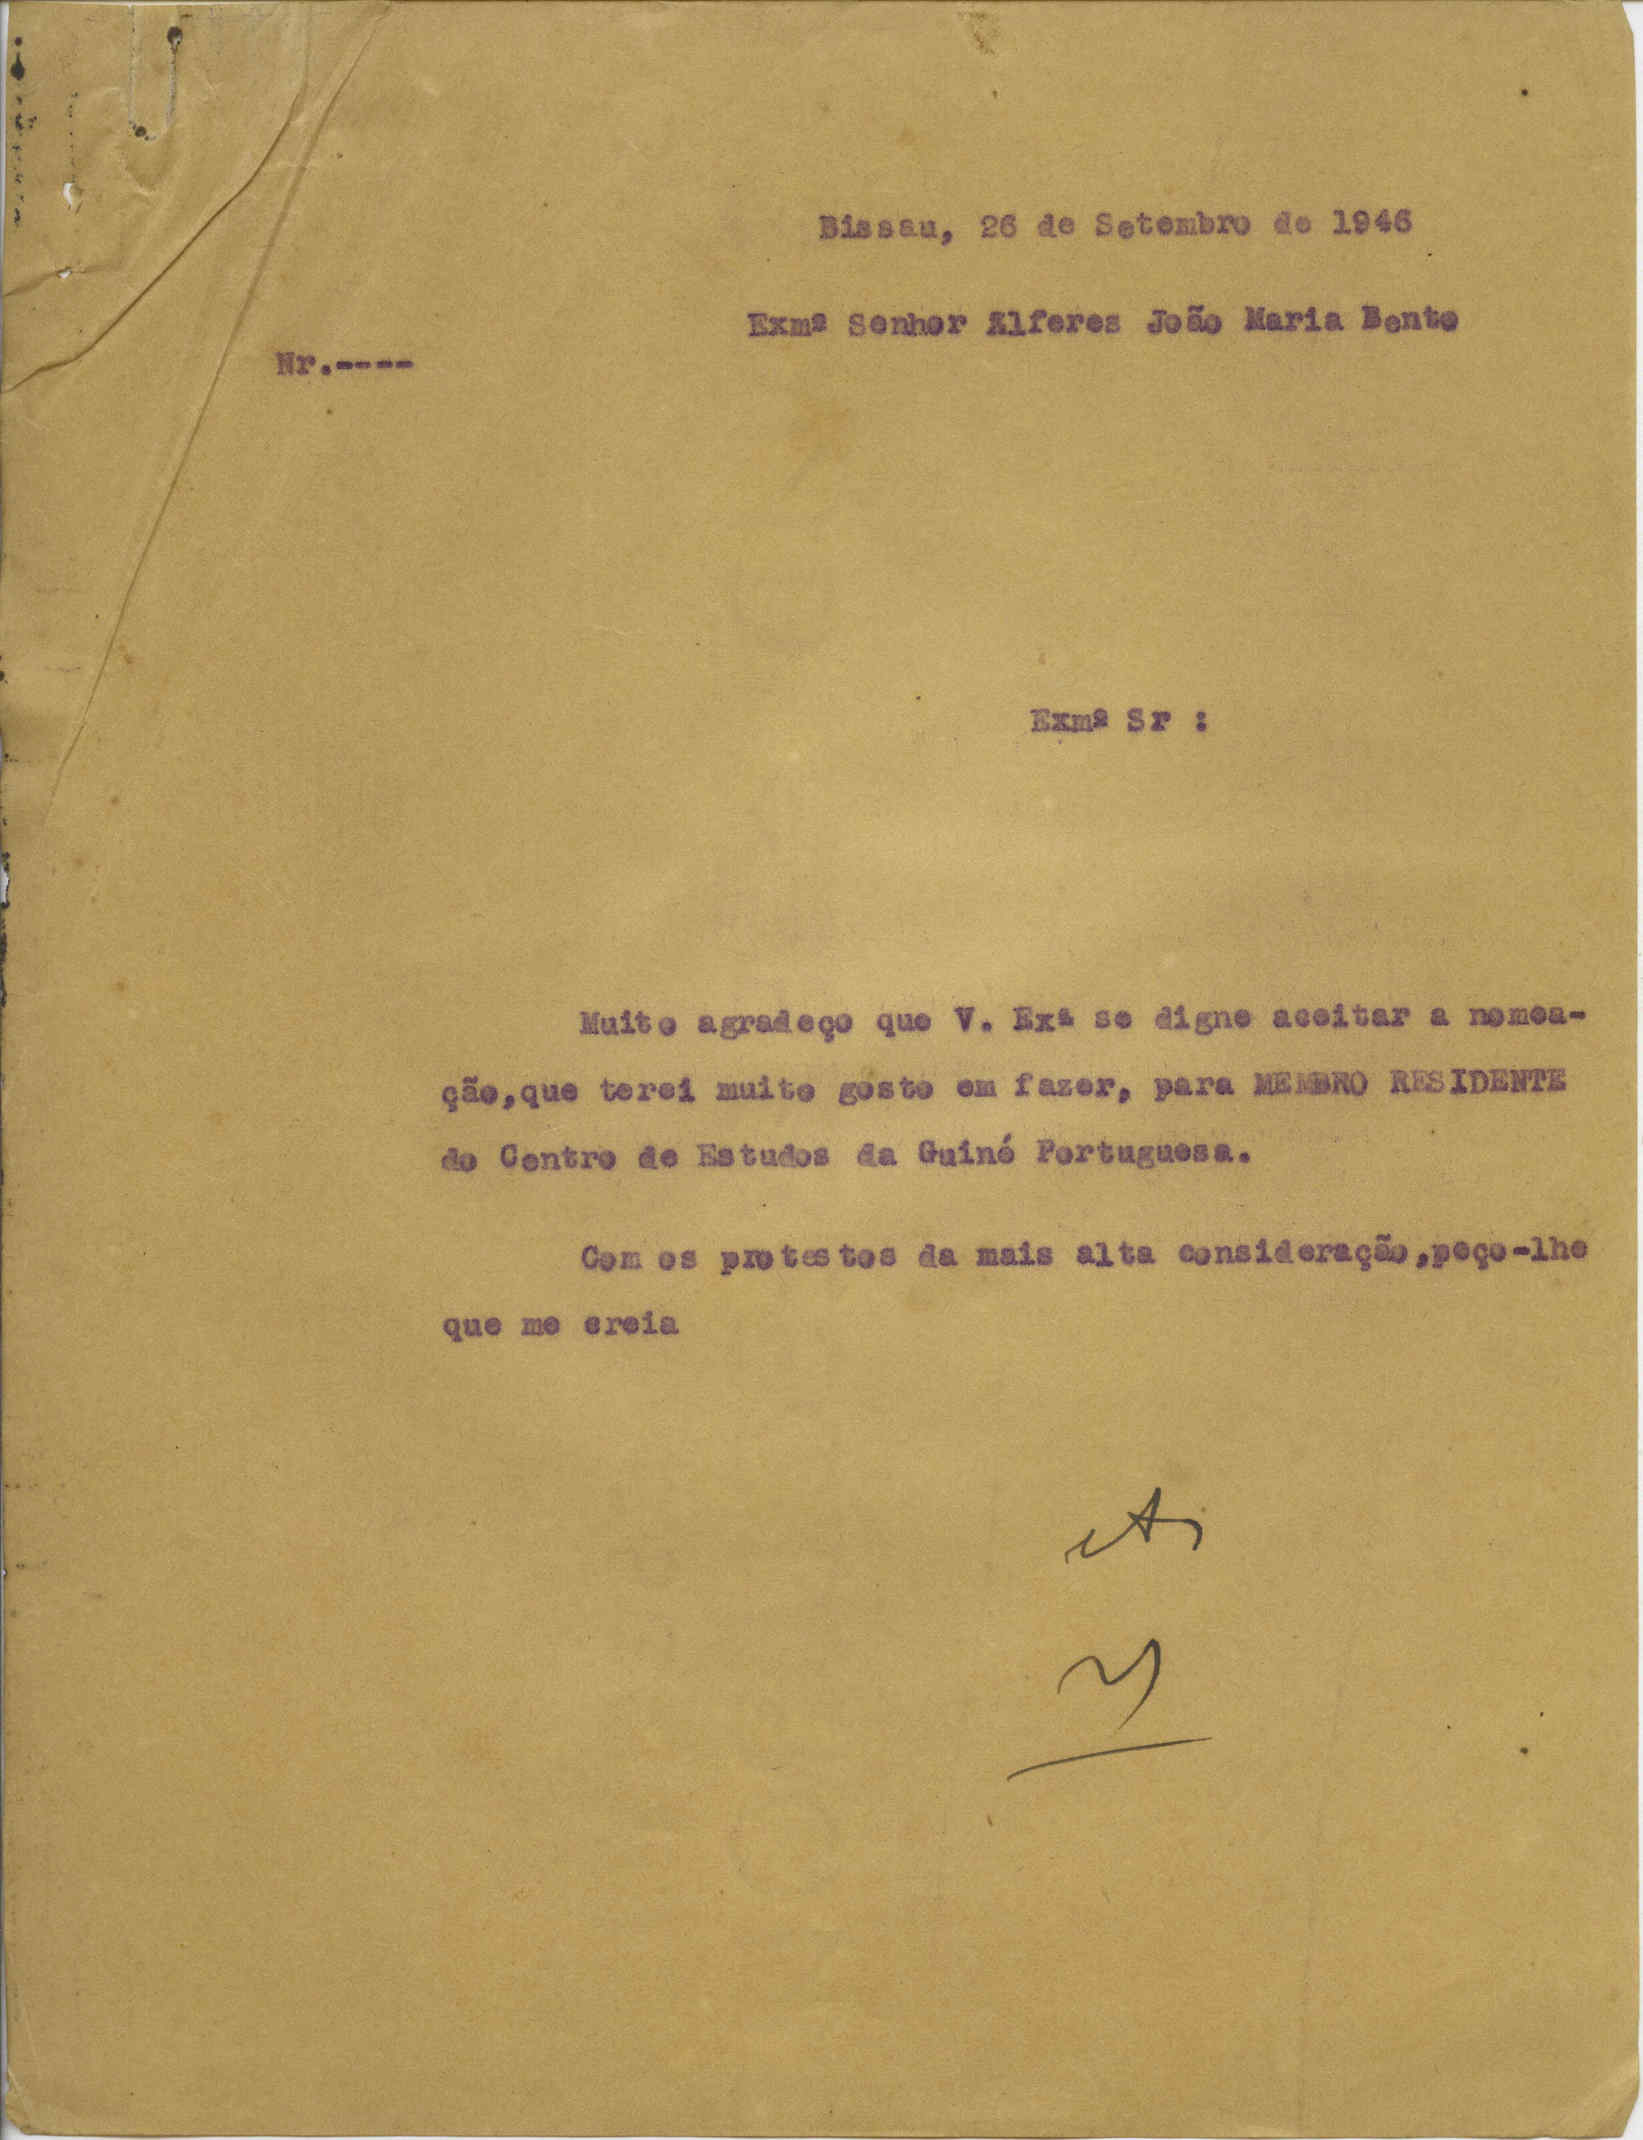 Bissau, 26 de Setembro de 1946
Exmº Senhor Alferes João Maria Bento
Nr.----
Exmº Sr :
Muito agradeço que V. Exª se digne aceitar a nomea-
ção,que terei muito gosto em fazer, para MEMBRO RESIDENTE
do Centro de Estudos da Guiné Portuguesa.
Com os protestos da mais alta consideração,peço-lhe
que me creia